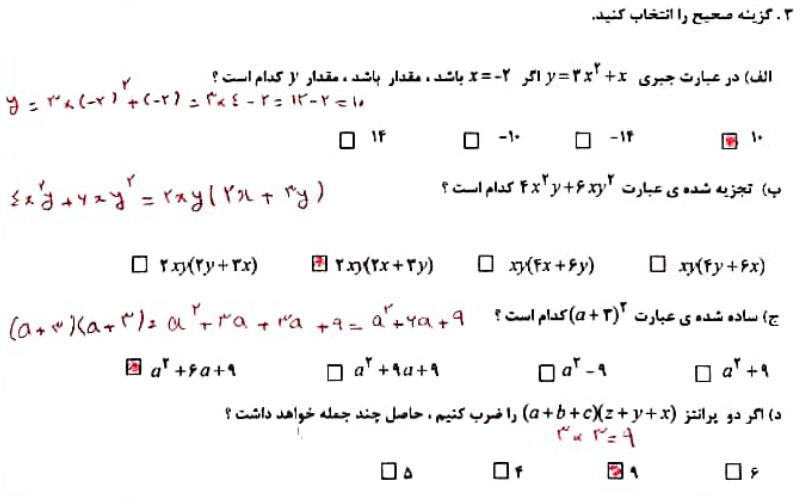 ۳. گزینه صحیح را انتخاب کنید.
الف) در عبارت جبری y=۳x²+x اگر x=-۲ باشد، مقدار باشد، مقدار y کدام است ؟
y = ۳×(-۲)²+(-۲) = ۳×٤-۲=۱۲-۲=۱۰
۱۰ -۱۴ -۱۰ ۱۴
ب) تجزیه شده ی عبارت ۴x²y+۶xy² کدام است ؟
٤x²y+۶xy² = ۲xy(۲x+۳y)
xy(۴y+۶x) xy(۴x+۶y) ۲xy(۲x+۳y) ۲xy(۲y+۳x)
ج) ساده شده ی عبارت (a+۳)² کدام است ؟
(a+۳)(a+۳)= a²+۳a+۳a+۹=a²+۶a+۹
a²+۹ a²-۹ a²+۹a+۹ a²+۶a+۹
د) اگر دو پرانتز (a+b+c)(z+y+x) را ضرب کنیم، حاصل چند جمله خواهد داشت ؟
۳×۳=۹
۶ ۹ ۴ ۵